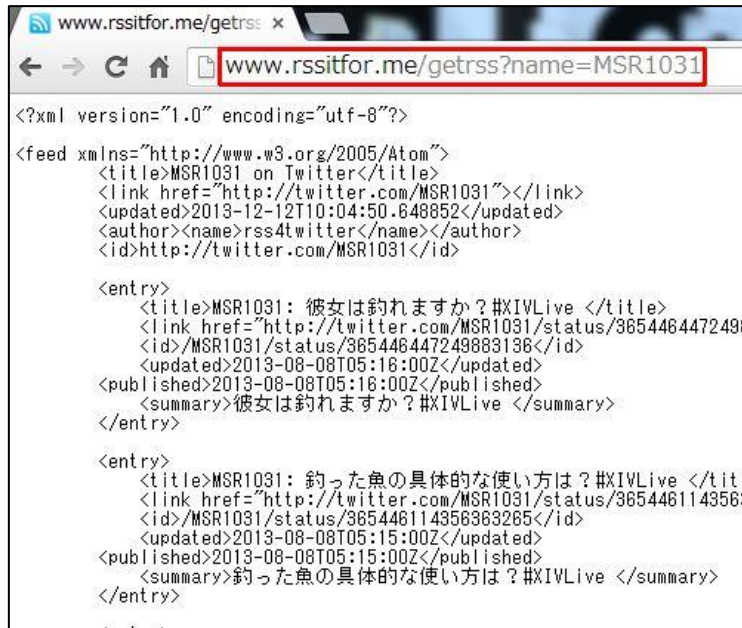 www.rssitfor.me/getrss
www.rssitfor.me/getrss?name=MSR1031
<?xml version="1.0" encoding="utf-8"?>
<feed xmlns="http://www.w3.org/2005/Atom">
<title>MSR1031 on Twitter</title>
<link href="http://twitter.com/MSR1031"></link>
<updated>2013-12-12T10:04:50.648852</updated>
<author><name>rss4twitter</name></author>
<id>http://twitter.com/MSR1031</id>
<entry>
<title>MSR1031: 彼女は釣れますか？#XIVLive </title>
<link href="http://twitter.com/MSR1031/status/3654464472498
<id>/MSR1031/status/365446447249883136</id>
<updated>2013-08-08T05:16:00Z</updated>
<published>2013-08-08T05:16:00Z</published>
<summary>彼女は釣れますか？#XIVLive </summary>
</entry>
<entry>
<title>MSR1031: 釣った魚の具体的な使い方は？#XIVLive </tit
<link href="http://twitter.com/MSR1031/status/365446114356
<id>/MSR1031/status/365446114356363265</id>
<updated>2013-08-08T05:15:00Z</updated>
<published>2013-08-08T05:15:00Z</published>
<summary>釣った魚の具体的な使い方は？#XIVLive </summary>
</entry>